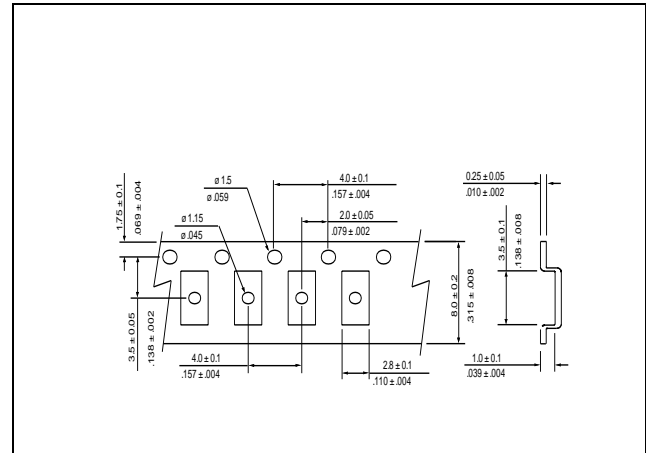 4.0 ± 0.1
.157 ± .004
0.25 ± 0.05
.010 ± .002
ø 1.5
ø .059
1.75 ± 0.1
.069 ± .004
ø 1.15
ø .045
2.0 ± 0.05
.079 ± .002
3.5 ± 0.1
.138 ± .008
8.0 ± 0.2
.315 ± .008
3.5 ± 0.05
.138 ± .002
4.0 ± 0.1
.157 ± .004
2.8 ± 0.1
.110 ± .004
1.0 ± 0.1
.039 ± .004